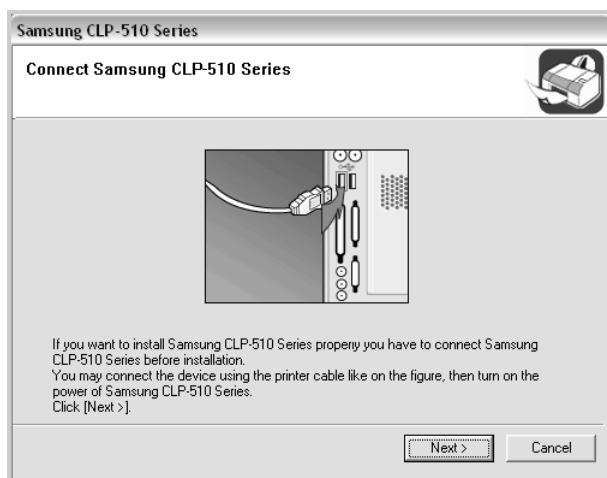 Samsung CLP-510 Series
Connect Samsung CLP-510 Series
If you want to install Samsung CLP-510 Series propeny you have to connect Samsung
CLP-510 Series before installation.
You may connect the device using the printer cable like on the figure, then turn on the
power of Samsung CLP-510 Series.
Click [Next >].
Next >
Cancel